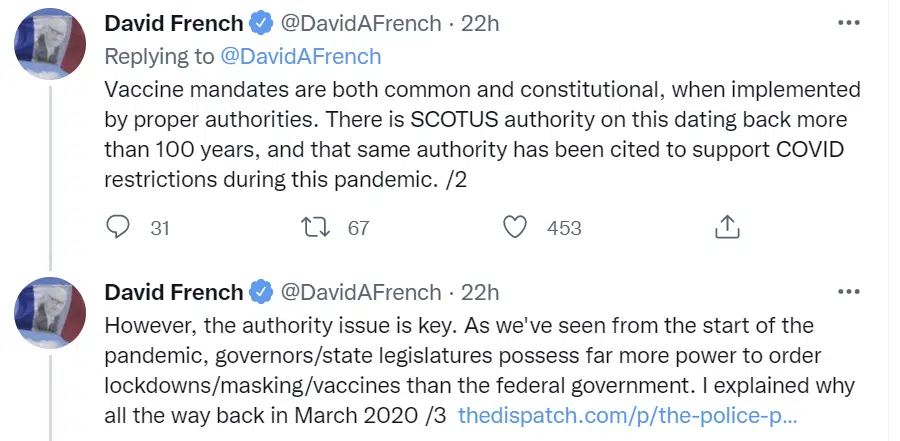 David French @DavidAFrench · 22h
Replying to @DavidAFrench
Vaccine mandates are both common and constitutional, when implemented
by proper authorities. There is SCOTUS authority on this dating back more
than 100 years, and that same authority has been cited to support COVID
restrictions during this pandemic. /2
31 67 453
David French @DavidAFrench · 22h
However, the authority issue is key. As we've seen from the start of the
pandemic, governors/state legislatures possess far more power to order
lockdowns/masking/vaccines than the federal government. I explained why
all the way back in March 2020 /3 thedispatch.com/p/the-police-p...